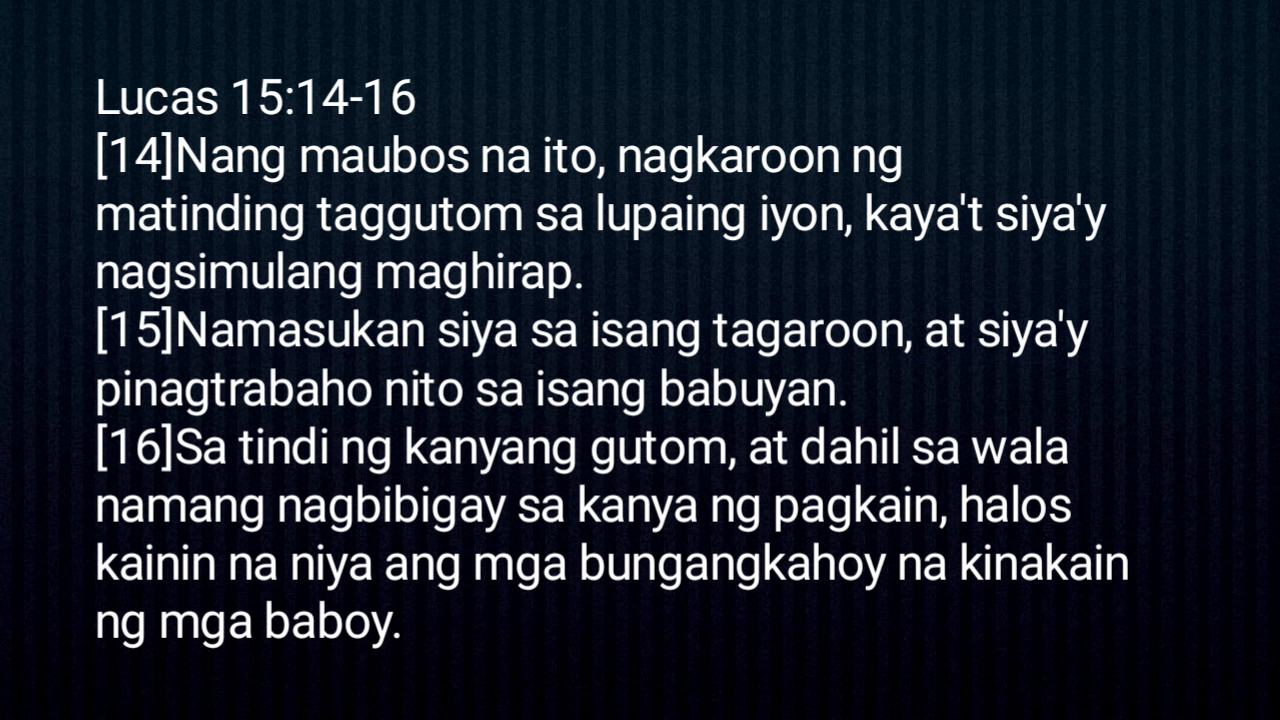 Lucas 15:14-16
[14]Nang maubos na ito, nagkaroon ng
matinding taggutom sa lupaing iyon, kaya't siya'y
nagsimulang maghirap.
[15]Namasukan siya sa isang tagaroon, at siya'y
pinagtrabaho nito sa isang babuyan.
[16]Sa tindi ng kanyang gutom, at dahil sa wala
namang nagbibigay sa kanya ng pagkain, halos
kainin na niya ang mga bungangkahoy na kinakain
ng mga baboy.